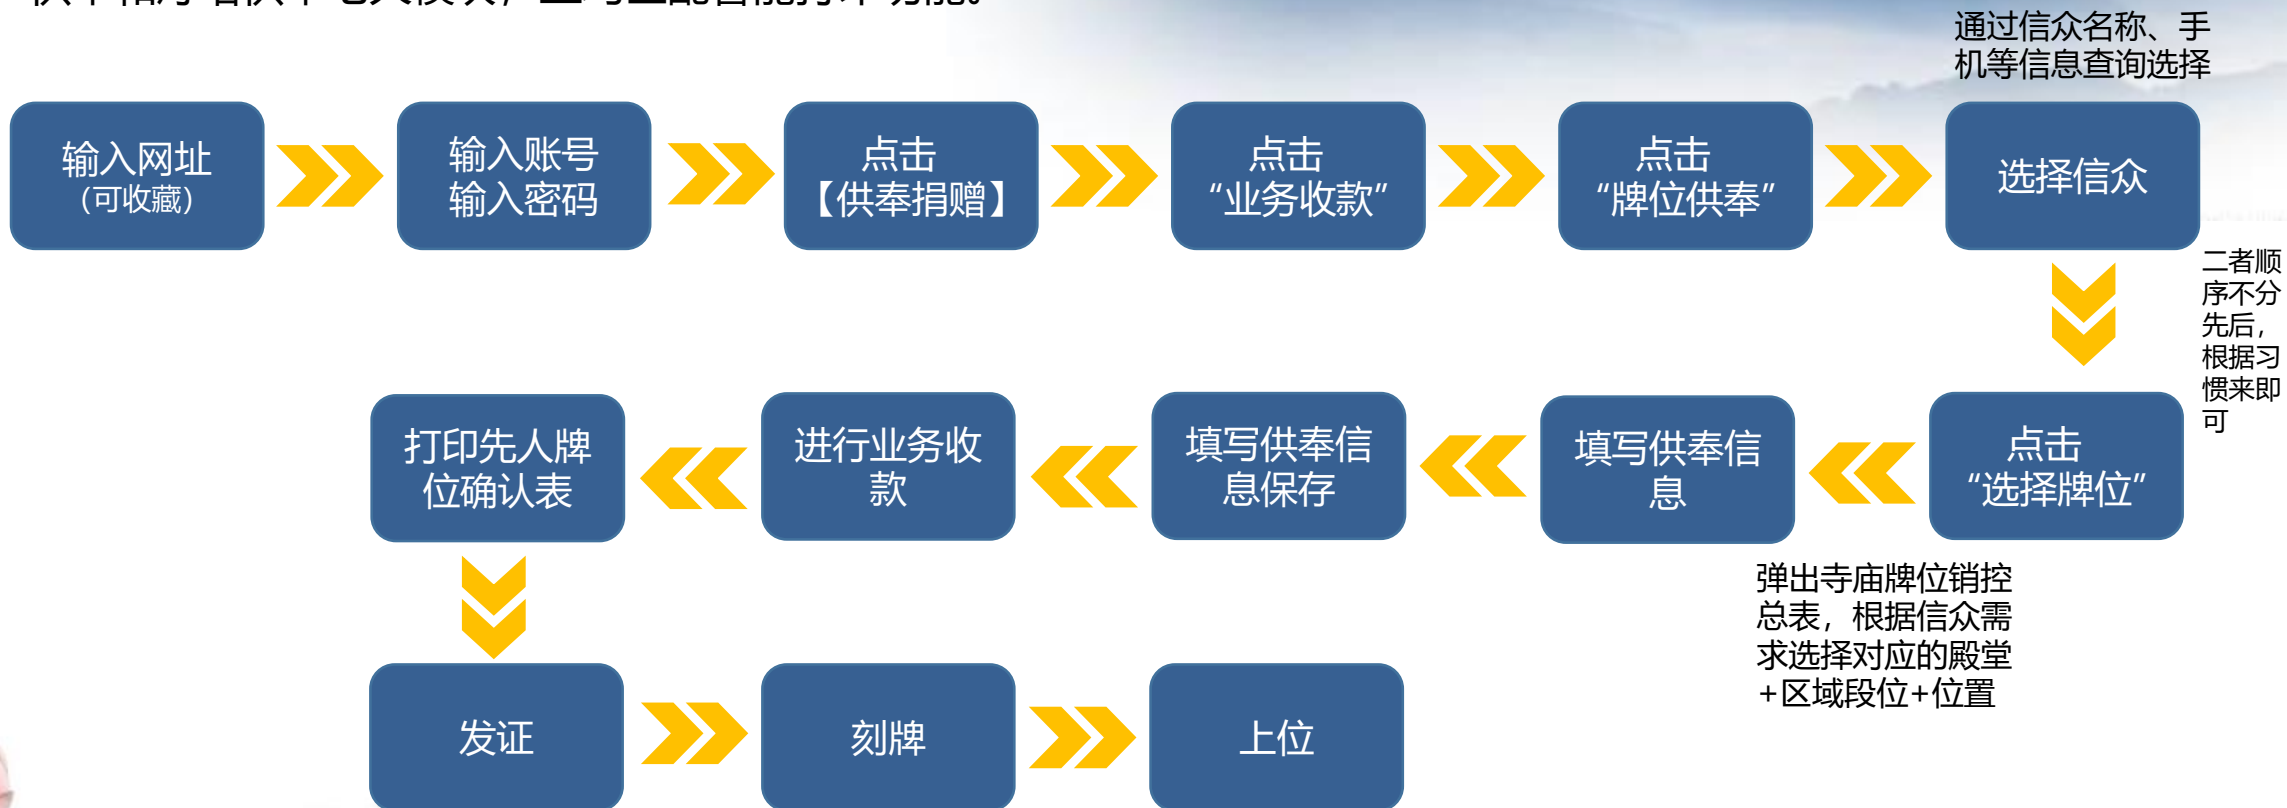 通过信众名称、手
机等信息查询选择
输入网址
（可收藏）
输入账号
输入密码
点击
【供奉捐赠】
点击
“业务收款”
点击
“牌位供奉”
选择信众
二者顺
序不分
先后，
根据习
惯来即
可
点击
“选择牌位”
填写供奉信
息
填写供奉信
息保存
进行业务收
款
打印先人牌
位确认表
弹出寺庙牌位销控
总表，根据信众需
求选择对应的殿堂
+区域段位+位置
发证
刻牌
上位